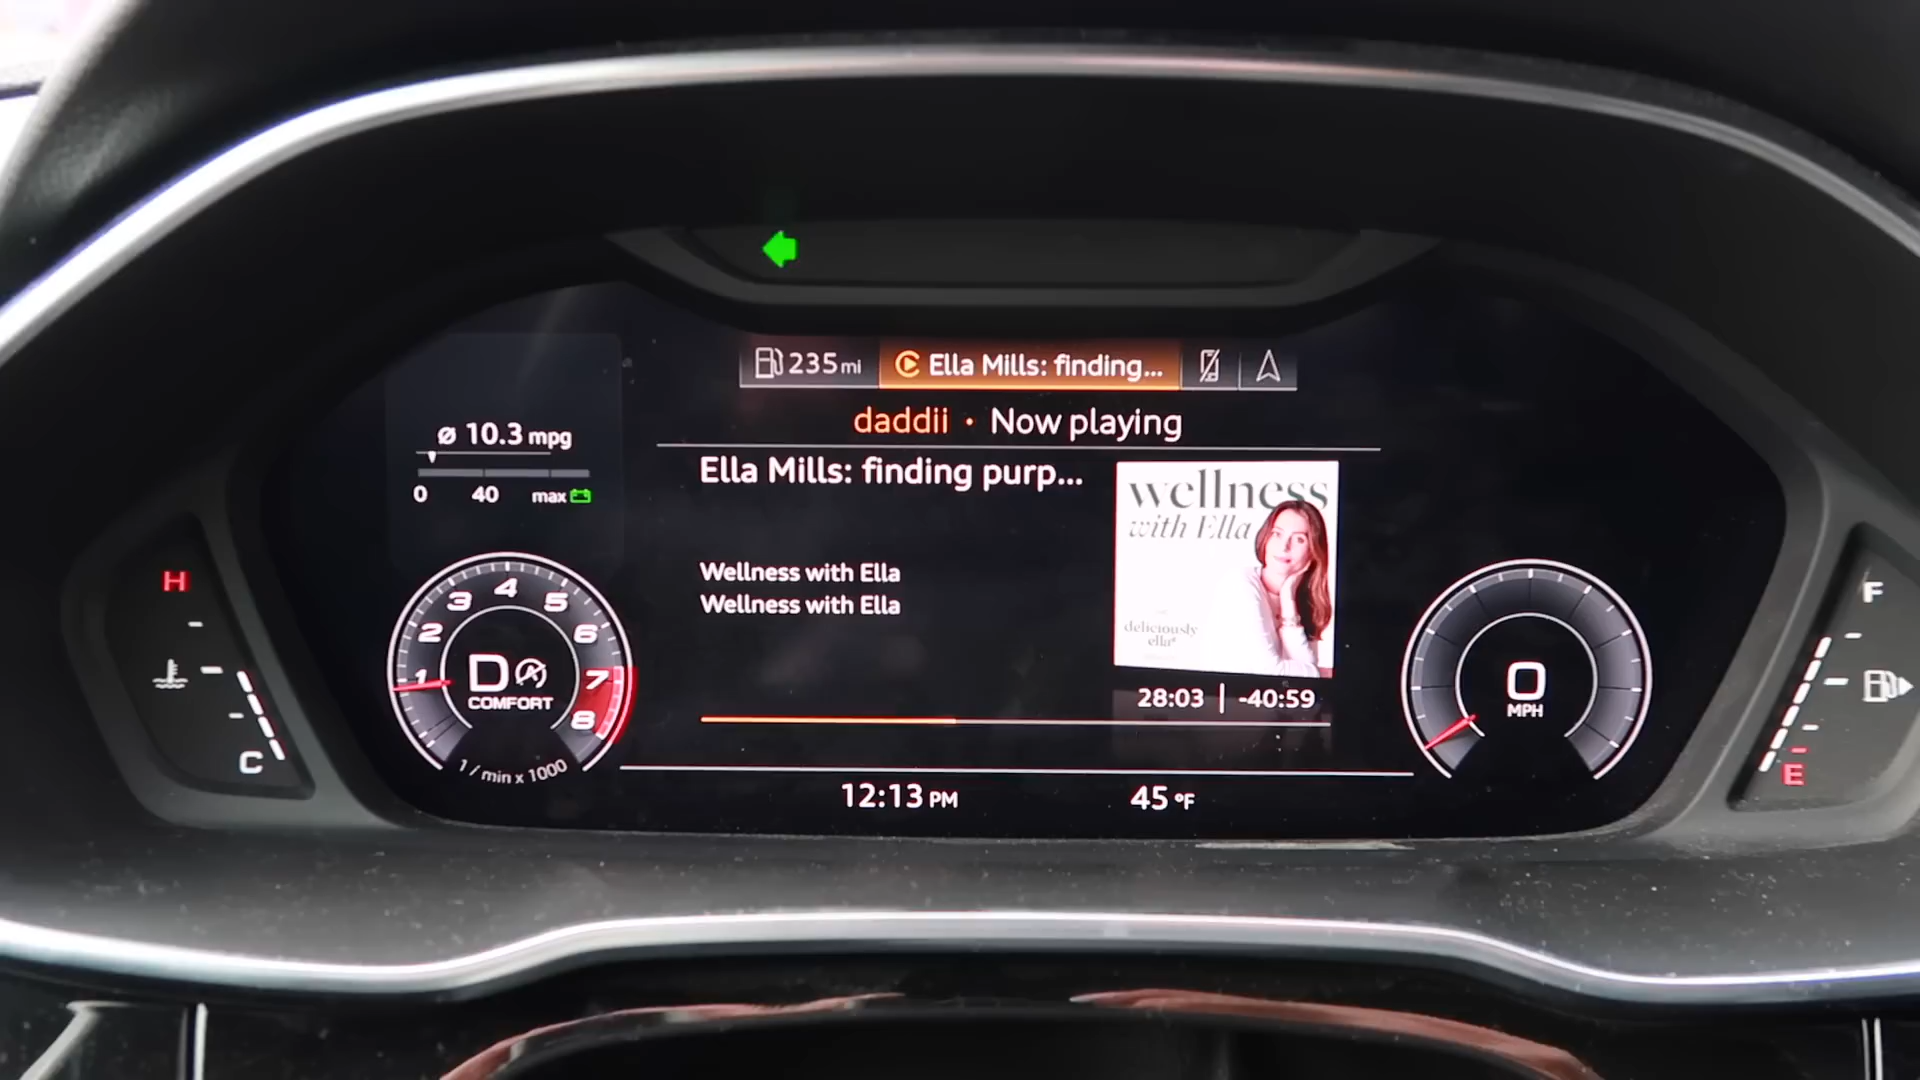 235 mi
Ella Mills: finding...
daddii • Now playing
Ø 10.3 mpg
0 40 max
Ella Mills: finding purp...
Wellness with Ella
Wellness with Ella
wellness
with Ella
deliciously
ella
28:03 | -40:59
1 2 3 4 5 6 7 8
D A
COMFORT
1 / min x 1000
0
MPH
H
C
F
E
12:13 PM
45 °F